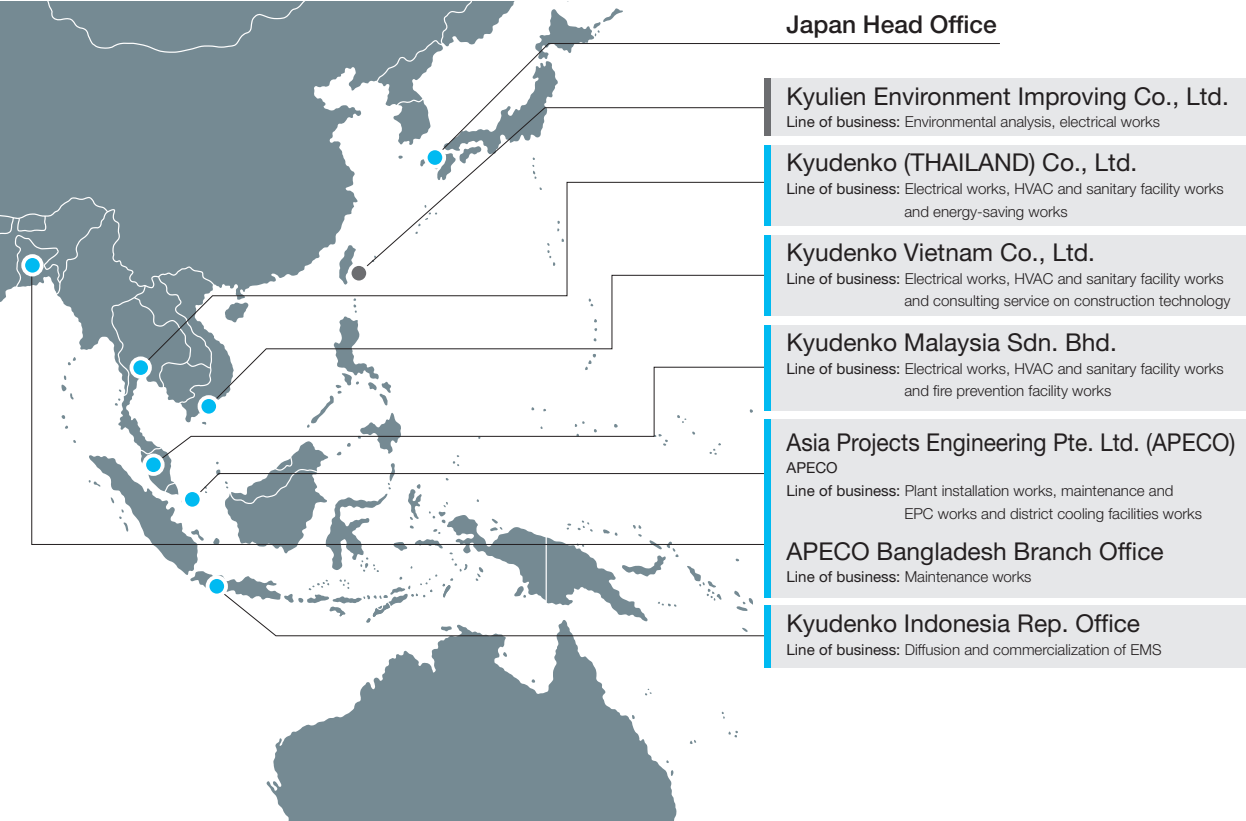 Japan Head Office
Kyulien Environment Improving Co., Ltd.
Line of business: Environmental analysis, electrical works
Kyudenko (THAILAND) Co., Ltd.
Line of business: Electrical works, HVAC and sanitary facility works
and energy-saving works
Kyudenko Vietnam Co., Ltd.
Line of business: Electrical works, HVAC and sanitary facility works
and consulting service on construction technology
Kyudenko Malaysia Sdn. Bhd.
Line of business: Electrical works, HVAC and sanitary facility works
and fire prevention facility works
Asia Projects Engineering Pte. Ltd. (APECO)
APECO
Line of business: Plant installation works, maintenance and
EPC works and district cooling facilities works
APECO Bangladesh Branch Office
Line of business: Maintenance works
Kyudenko Indonesia Rep. Office
Line of business: Diffusion and commercialization of EMS